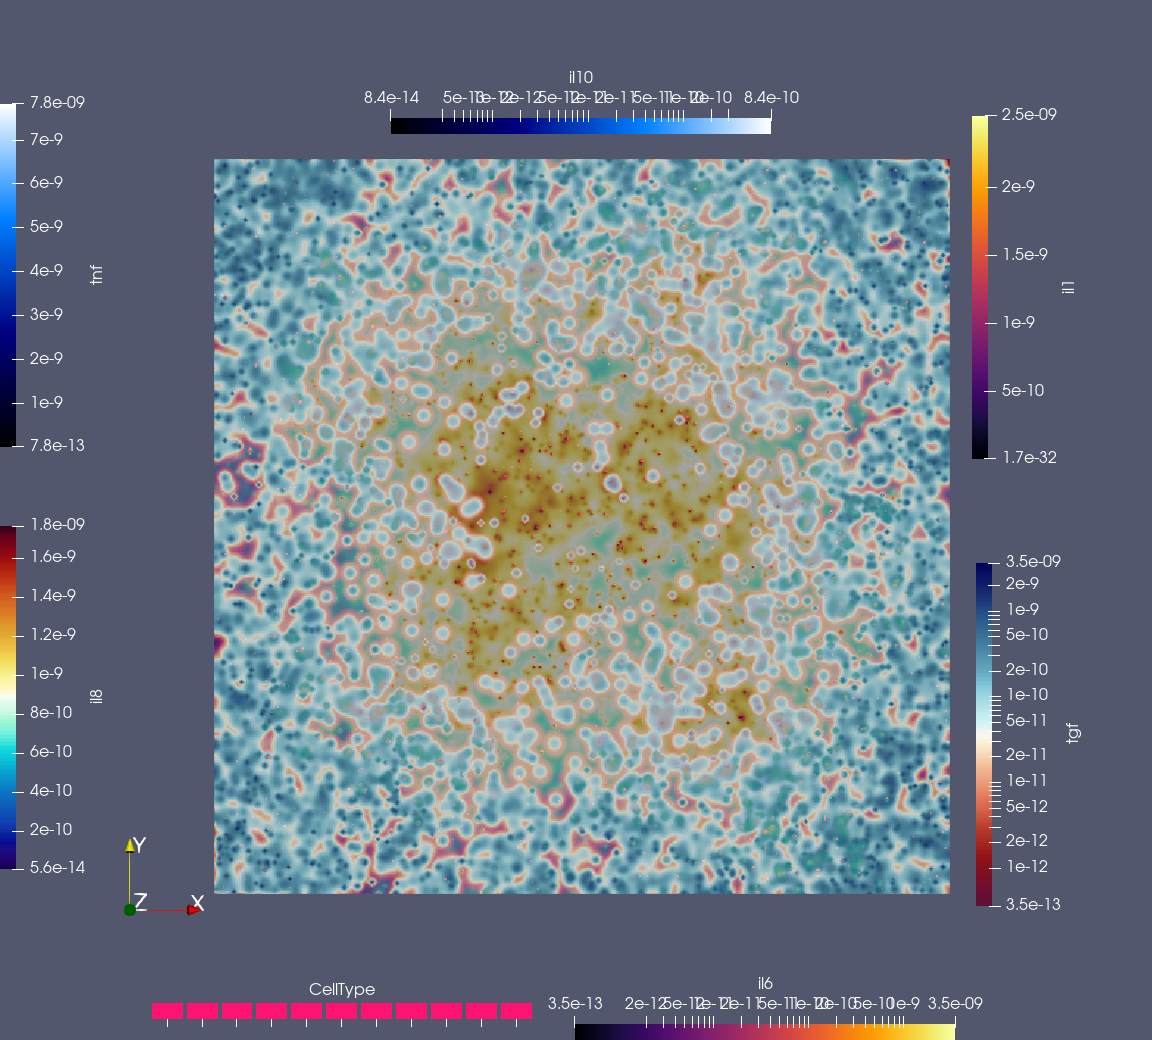 il10
8.4e-14
8.4e-10
7.8e-09
7e-9
6e-9
5e-9
4e-9
3e-9
2e-9
1e-9
7.8e-13
tnf
2.5e-09
2e-9
1.5e-9
1e-9
5e-10
1.7e-32
il1
1.8e-09
1.6e-9
1.4e-9
1.2e-9
1e-9
8e-10
6e-10
4e-10
2e-10
5.6e-14
il8
3.5e-09
2e-9
1e-9
5e-10
2e-10
1e-10
5e-11
2e-11
1e-11
5e-12
2e-12
1e-12
3.5e-13
tgf
Y
Z
X
CellType
il6
3.5e-13
1e-9
3.5e-09